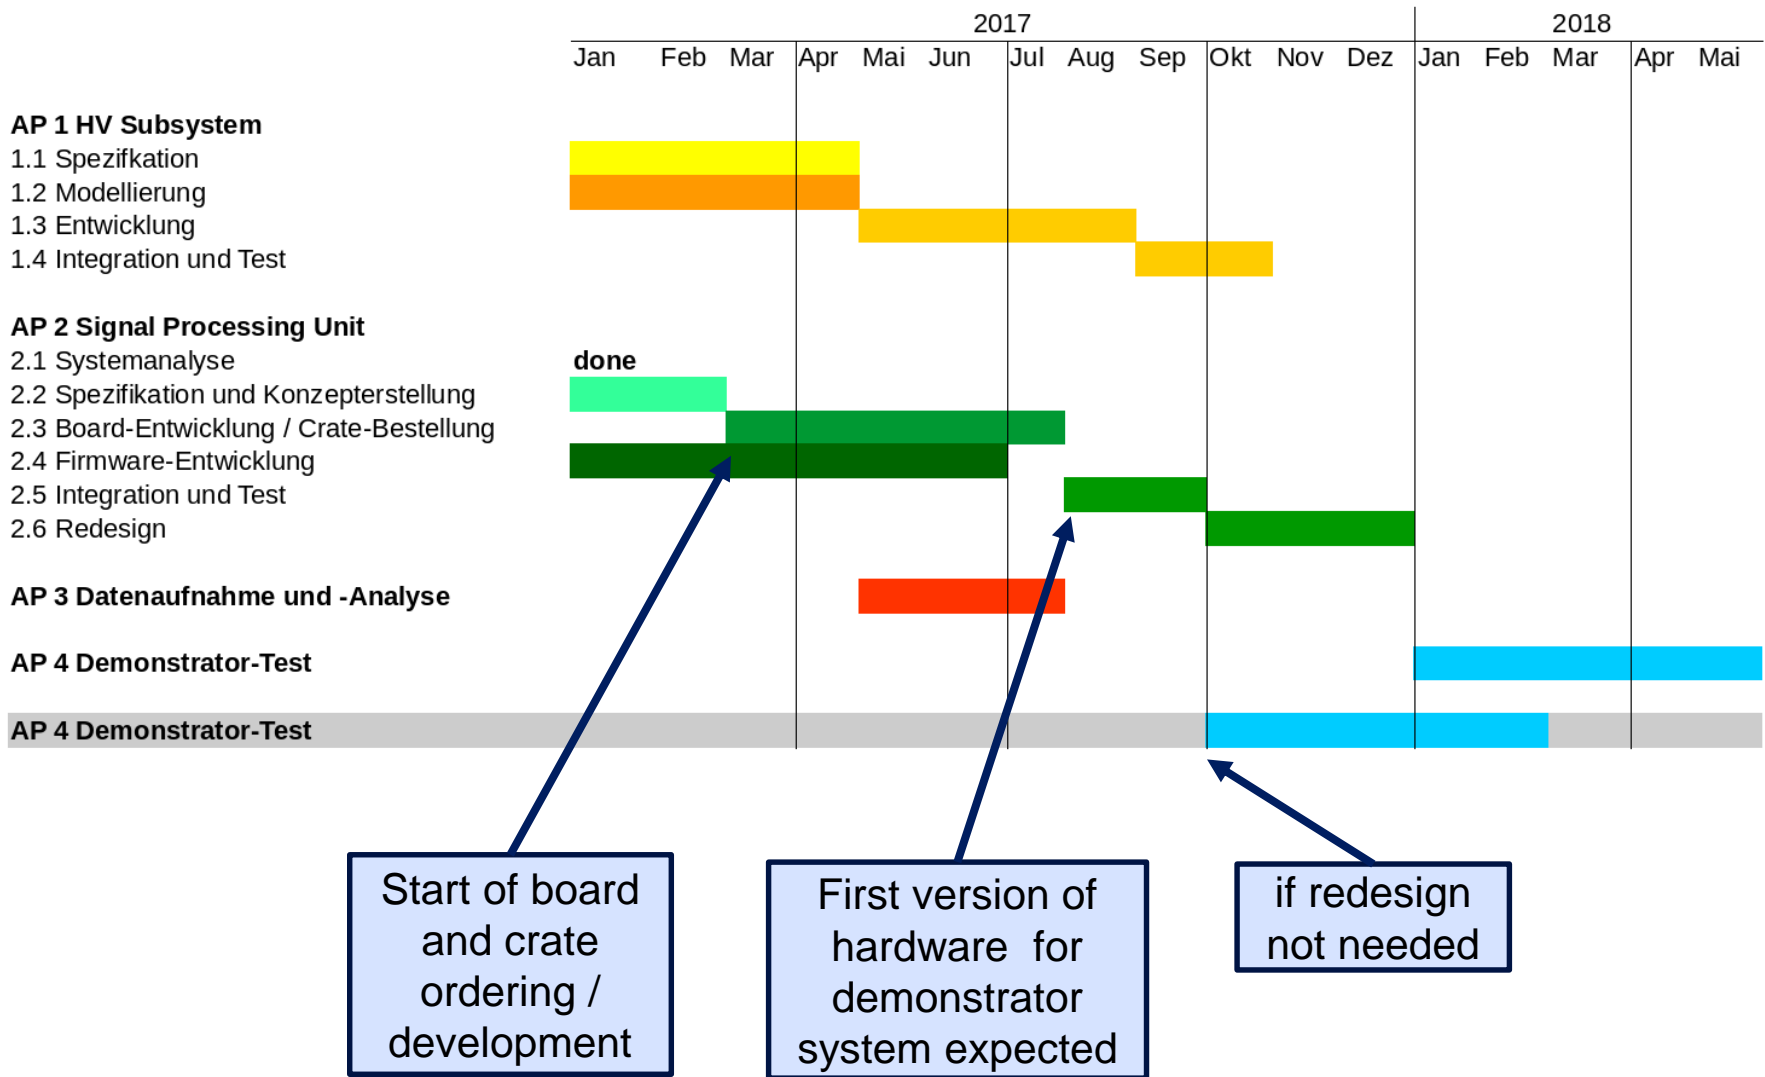 2017 2018
Jan Feb Mar Apr Mai Jun Jul Aug Sep Okt Nov Dez Jan Feb Mar Apr Mai
AP 1 HV Subsystem
1.1 Spezifkation
1.2 Modellierung
1.3 Entwicklung
1.4 Integration und Test
AP 2 Signal Processing Unit
2.1 Systemanalyse done
2.2 Spezifikation und Konzepterstellung
2.3 Board-Entwicklung / Crate-Bestellung
2.4 Firmware-Entwicklung
2.5 Integration und Test
2.6 Redesign
AP 3 Datenaufnahme und -Analyse
AP 4 Demonstrator-Test
AP 4 Demonstrator-Test
Start of board
and crate
ordering /
development
First version of
hardware for
demonstrator
system expected
if redesign
not needed